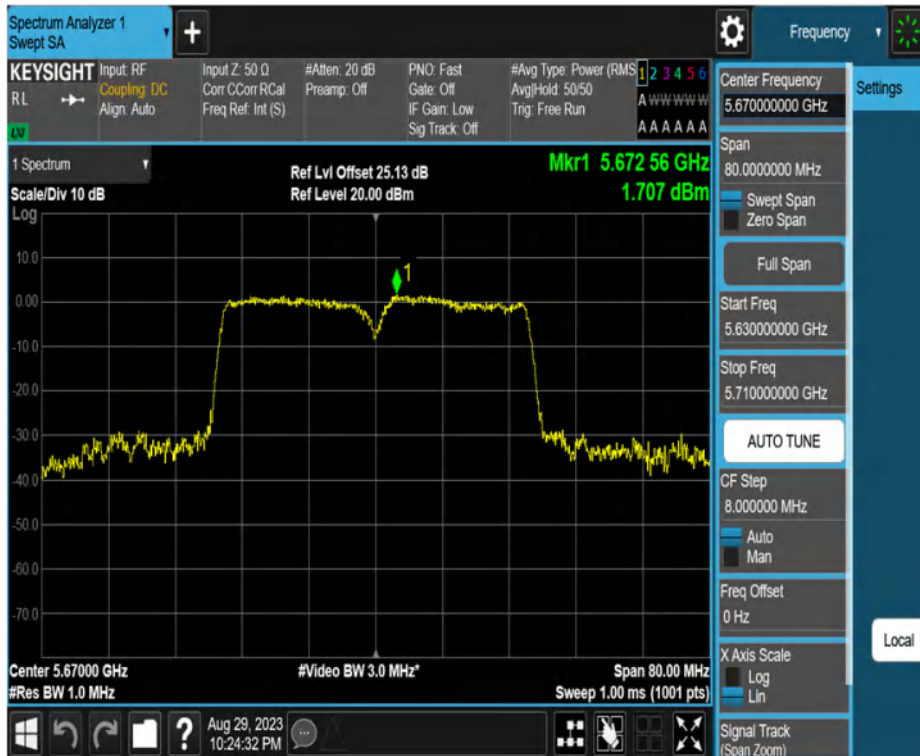 Spectrum Analyzer 1
Swept SA
Frequency
KEYSIGHT
RL
LNI
Input: RF
Coupling: DC
Align: Auto
Input Z: 50 Ω
Corr CCorr RCal
Freq Ref: Int (S)
#Atten: 20 dB
Preamp: Off
PNO: Fast
Gate: Off
IF Gain: Low
Sig Track: Off
#Avg Type: Power (RMS
Avg|Hold: 50/50
Trig: Free Run
1 2 3 4 5 6
A W W W W W
A A A A A A
1 Spectrum
Scale/Div 10 dB
Log
Ref Lvl Offset 25.13 dB
Ref Level 20.00 dBm
Mkr1 5.672 56 GHz
1.707 dBm
10.0
0.00
-10.0
-20.0
-30.0
-40.0
-50.0
-60.0
-70.0
1
Center 5.67000 GHz
#Res BW 1.0 MHz
#Video BW 3.0 MHz*
Span 80.00 MHz
Sweep 1.00 ms (1001 pts)
Aug 29, 2023
10:24:32 PM
Center Frequency
5.670000000 GHz
Span
80.0000000 MHz
Swept Span
Zero Span
Full Span
Start Freq
5.630000000 GHz
Stop Freq
5.710000000 GHz
AUTO TUNE
CF Step
8.000000 MHz
Auto
Man
Freq Offset
0 Hz
X Axis Scale
Log
Lin
Signal Track
(Span Zoom)
Settings
Local